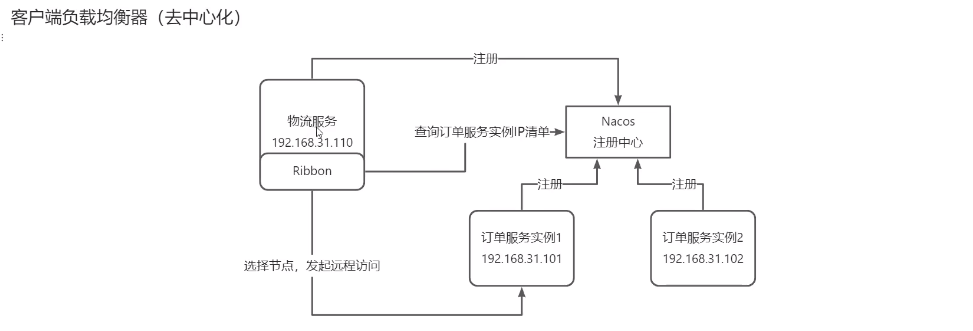 客户端负载均衡器（去中心化）
注册
物流服务
192.168.31.110
Ribbon
查询订单服务实例IP清单
Nacos
注册中心
注册
注册
订单服务实例1
192.168.31.101
订单服务实例2
192.168.31.102
选择节点，发起远程访问